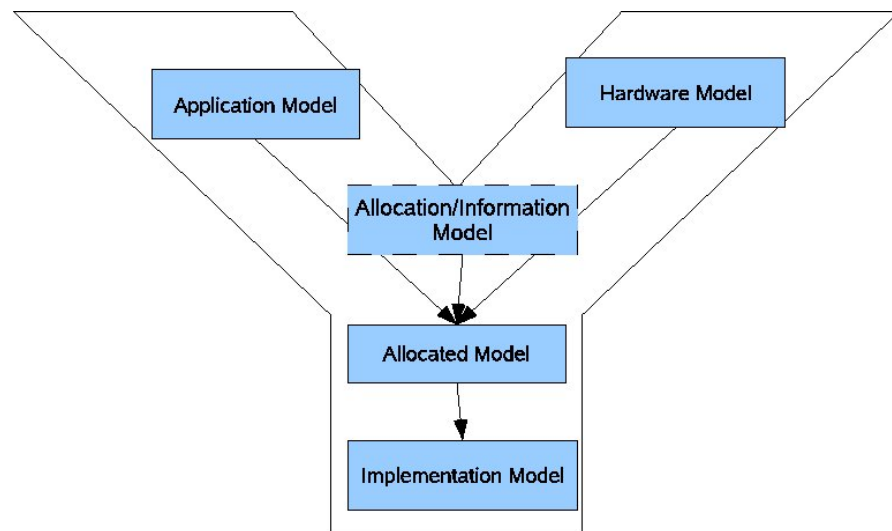 Application Model
Hardware Model
Allocation/Information
Model
Allocated Model
Implementation Model